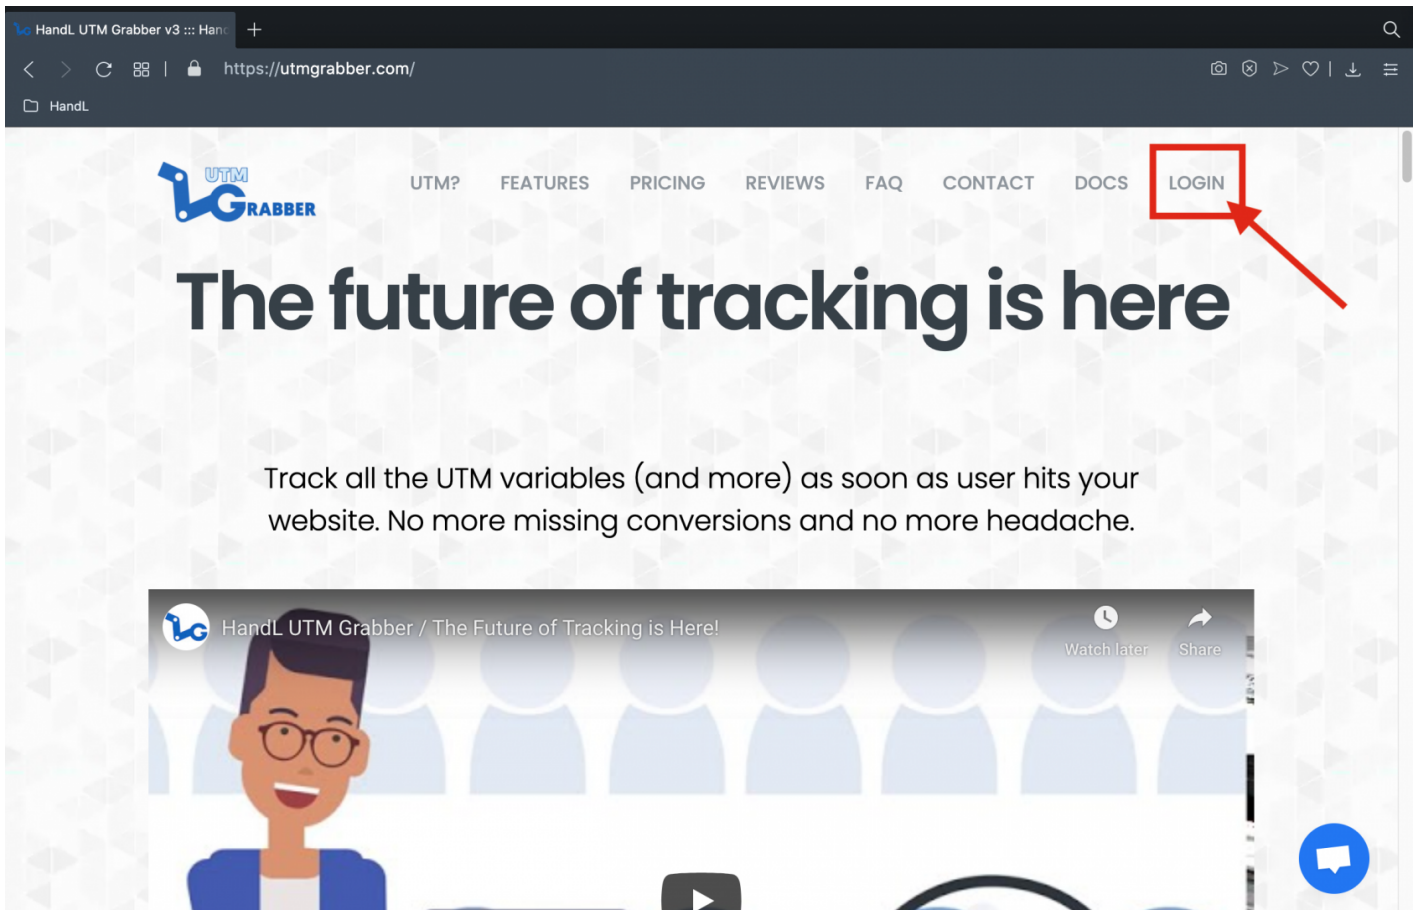 HandL UTM Grabber v3 ::: Hand
https://utmgrabber.com/
HandL
UTM GRABBER
UTM? FEATURES PRICING REVIEWS FAQ CONTACT DOCS LOGIN
The future of tracking is here
Track all the UTM variables (and more) as soon as user hits your
website. No more missing conversions and no more headache.
HandL UTM Grabber / The Future of Tracking is Here!
Watch later Share